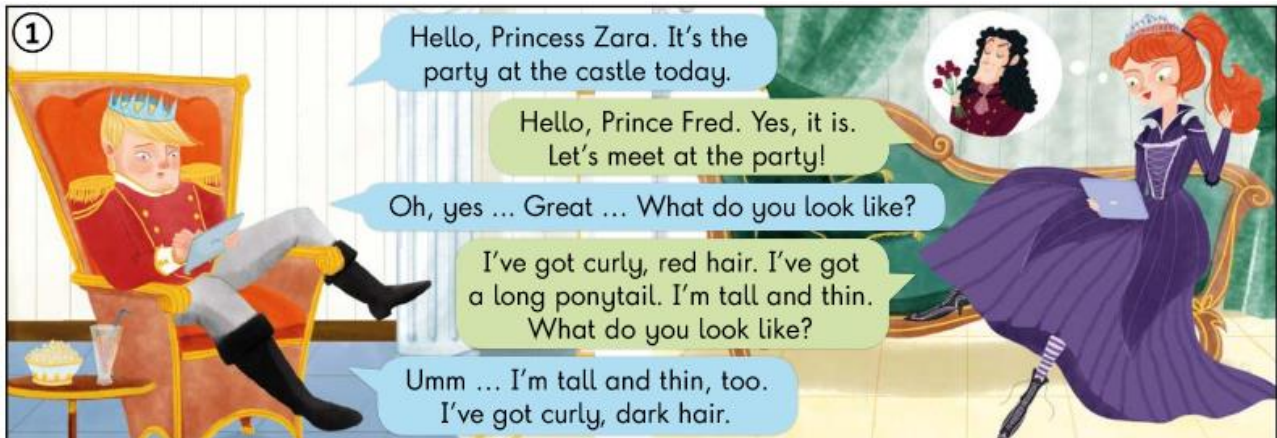 1
Hello, Princess Zara. It's the
party at the castle today.
Hello, Prince Fred. Yes, it is.
Let's meet at the party!
Oh, yes ... Great ... What do you look like?
I've got curly, red hair. I've got
a long ponytail. I'm tall and thin.
What do you look like?
Umm ... I'm tall and thin, too.
I've got curly, dark hair.